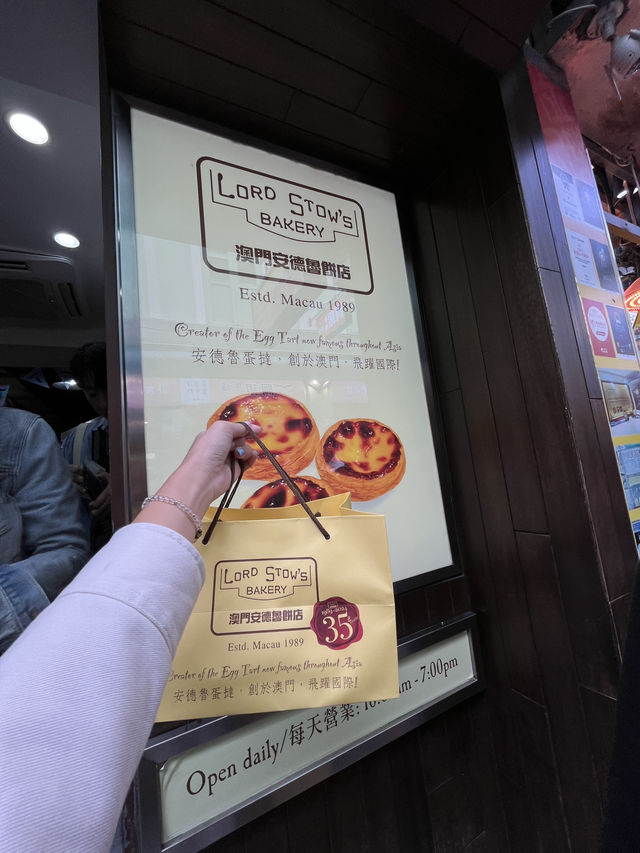 LORD STOW'S
BAKERY
澳門安德魯餅店
Estd. Macau 1989
Creator of the Egg Tart now famous throughout Asia
安德魯蛋撻，創於澳門，飛躍國際!
LORD STOW'S
BAKERY
澳門安德魯餅店
Estd. Macau 1989
1989-2024
35
Creator of the Egg Tart now famous throughout Asia
安德魯蛋撻，創於澳門，飛躍國際!
Open daily/每天營業: - 7:00pm